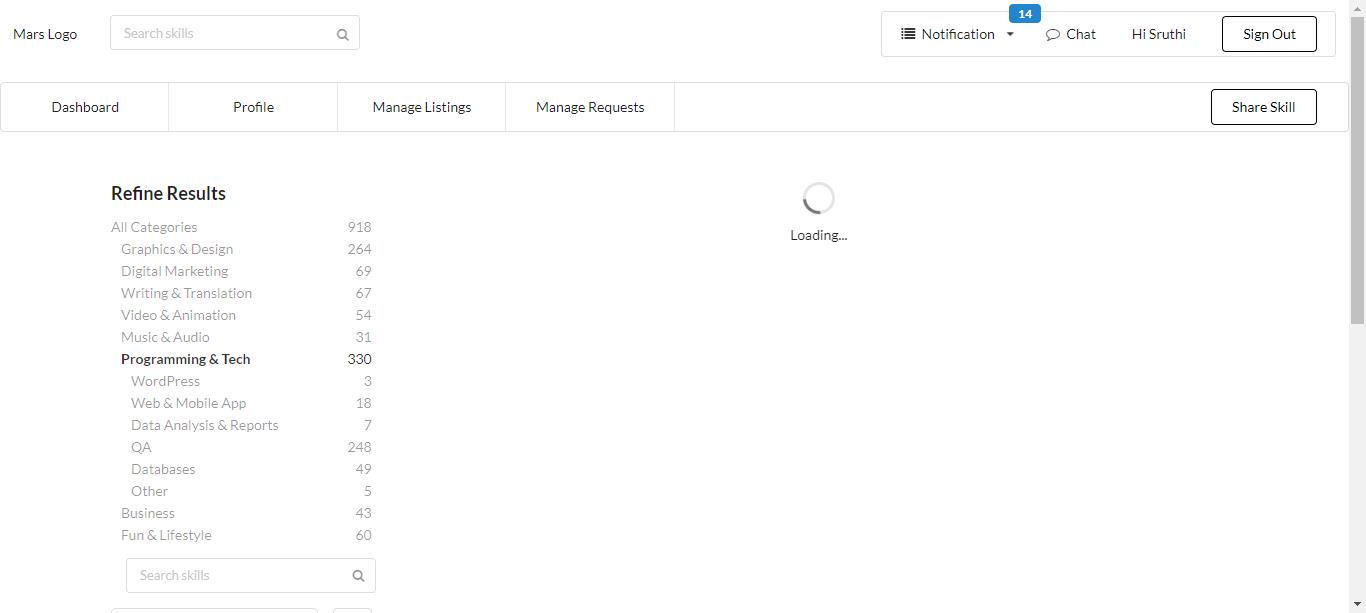 14
Mars Logo Search skills Notification Chat Hi Sruthi Sign Out
Dashboard Profile Manage Listings Manage Requests Share Skill
Refine Results
Loading...
All Categories 918
Graphics & Design 264
Digital Marketing 69
Writing & Translation 67
Video & Animation 54
Music & Audio 31
Programming & Tech 330
WordPress 3
Web & Mobile App 18
Data Analysis & Reports 7
QA 248
Databases 49
Other 5
Business 43
Fun & Lifestyle 60
Search skills